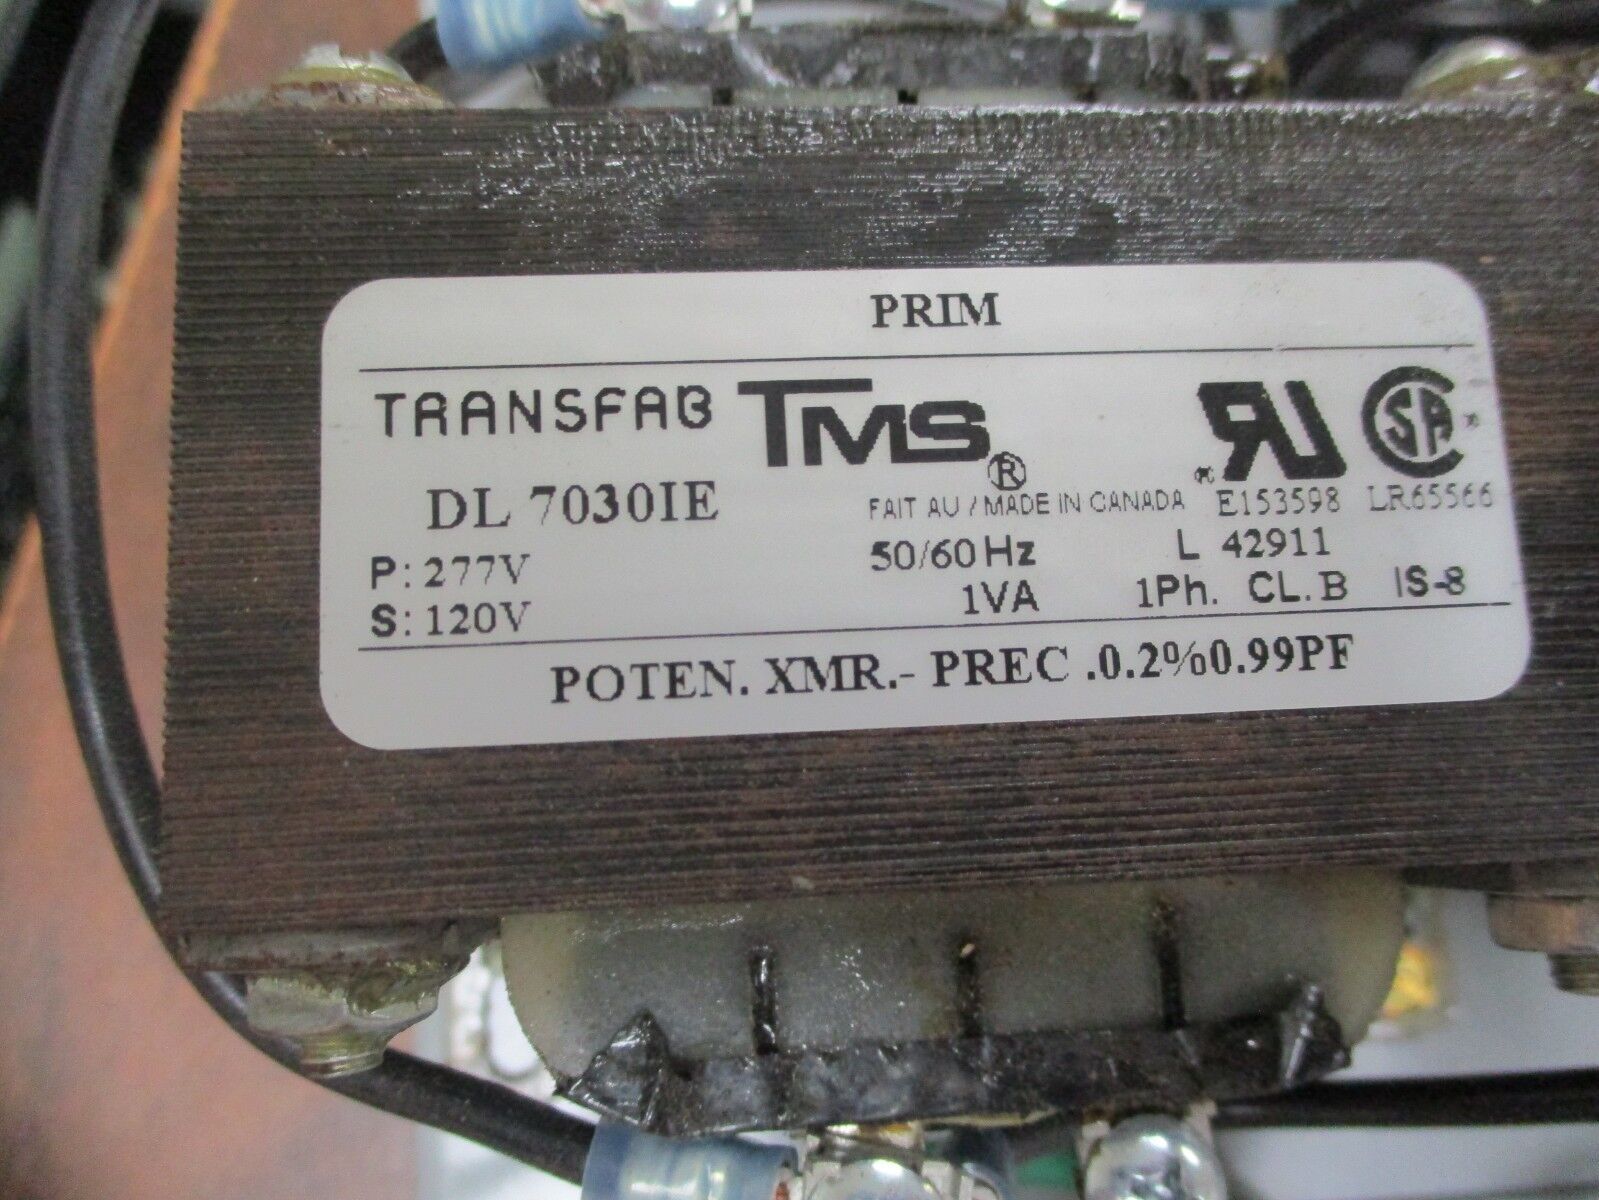 PRIM
TRANSFAB TMS ®
DL 7030IE
FAIT AU / MADE IN CANADA E153598 LR65566
P: 277V 50/60 Hz L 42911
S: 120V 1VA 1Ph. CL. B IS-8
POTEN. XMR.- PREC .0.2%0.99PF